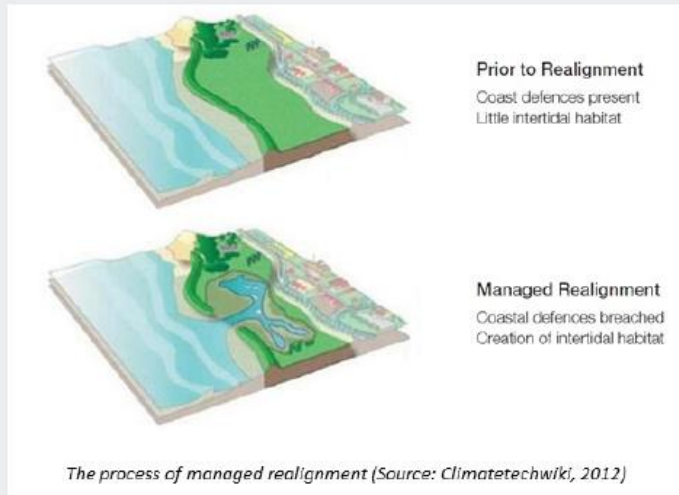 Prior to Realignment
Coast defences present
Little intertidal habitat
Managed Realignment
Coastal defences breached
Creation of intertidal habitat
The process of managed realignment (Source: Climatetechwiki, 2012)